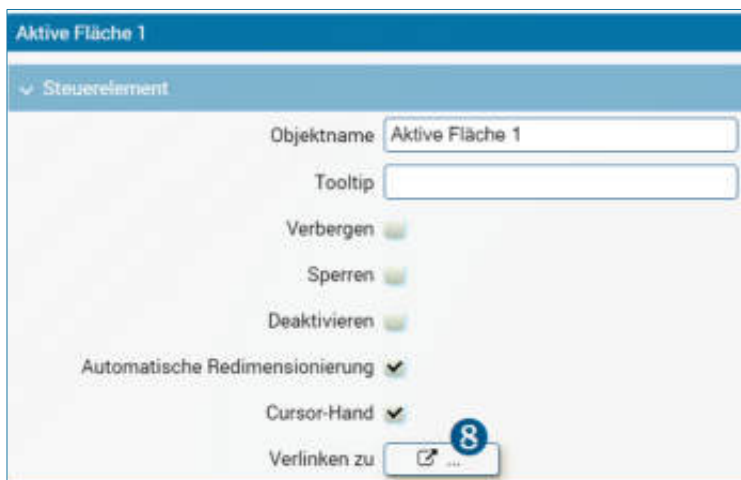 Aktive Fläche 1
Steuerelement
Objektname Aktive Fläche 1
Tooltip
Verbergen
Sperren
Deaktivieren
Automatische Redimensionierung
Cursor-Hand
Verlinken zu ...
8